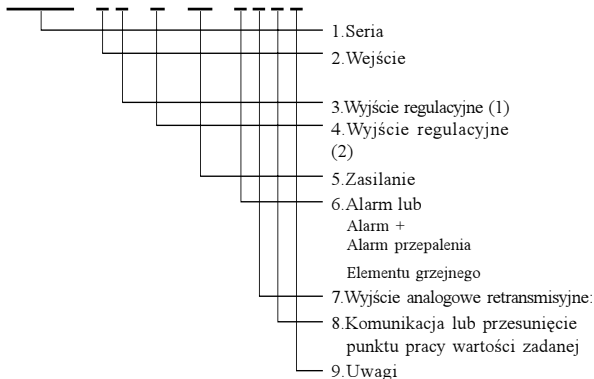 1.Seria
2.Wejście
3.Wyjście regulacyjne (1)
4.Wyjście regulacyjne
(2)
5.Zasilanie
6.Alarm lub
Alarm +
Alarm przepalenia
Elementu grzejnego
7.Wyjście analogowe retransmisyjne:
8.Komunikacja lub przesunięcie
punktu pracy wartości zadanej
9.Uwagi